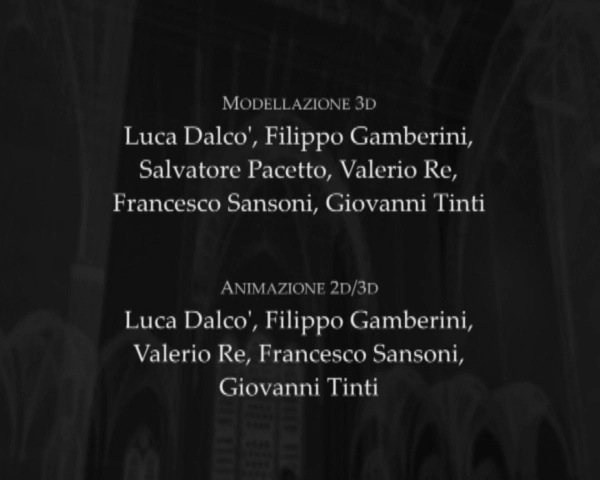 Modellazione 3D
Luca Dalco', Filippo Gamberini,
Salvatore Pacetto, Valerio Re,
Francesco Sansoni, Giovanni Tinti
Animazione 2D/3D
Luca Dalco', Filippo Gamberini,
Valerio Re, Francesco Sansoni,
Giovanni Tinti